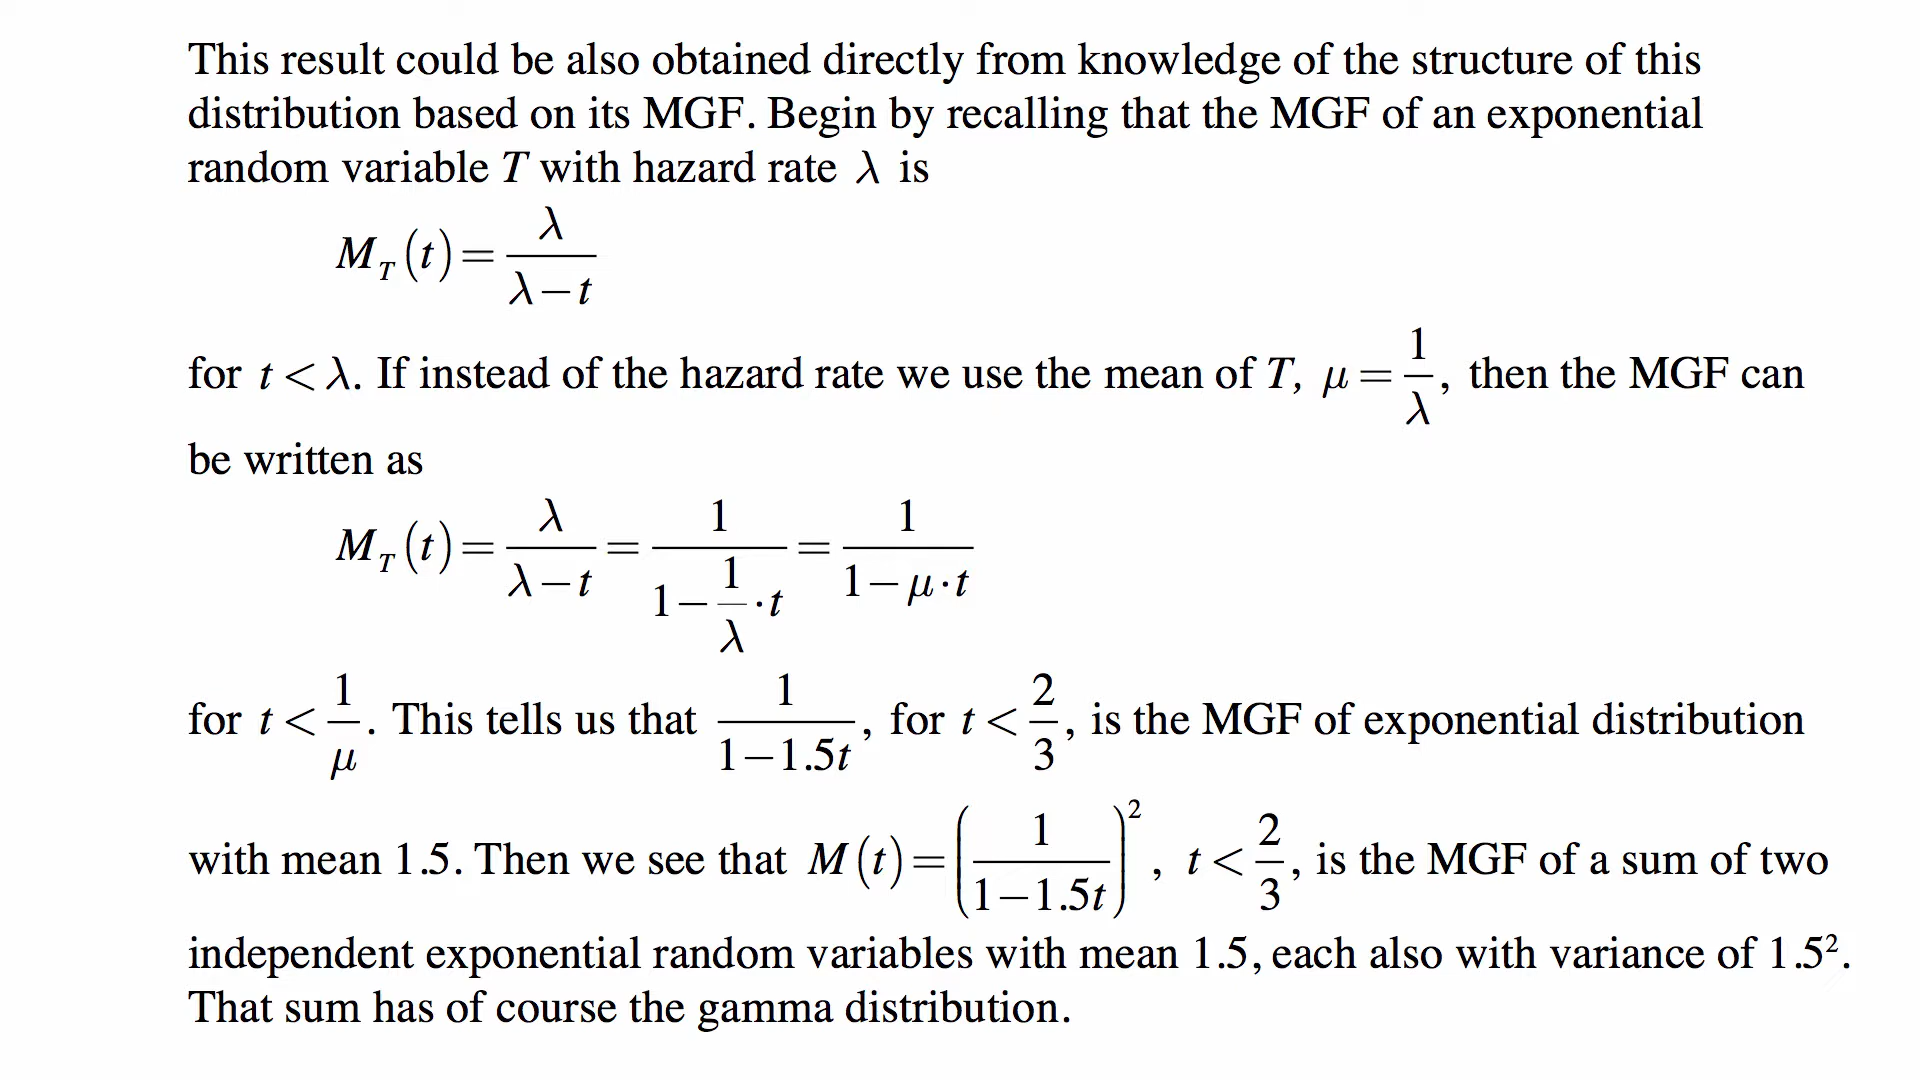 This result could be also obtained directly from knowledge of the structure of this
distribution based on its MGF. Begin by recalling that the MGF of an exponential
random variable T with hazard rate λ is
M_T(t) = λ/(λ−t)
for t < λ. If instead of the hazard rate we use the mean of T, μ = 1/λ, then the MGF can
be written as
M_T(t) = λ/(λ−t) = 1/(1−(1/λ)·t) = 1/(1−μ·t)
for t < 1/μ. This tells us that 1/(1−1.5t), for t < 2/3, is the MGF of exponential distribution
with mean 1.5. Then we see that M(t) = (1/(1−1.5t))², t < 2/3, is the MGF of a sum of two
independent exponential random variables with mean 1.5, each also with variance of 1.5².
That sum has of course the gamma distribution.